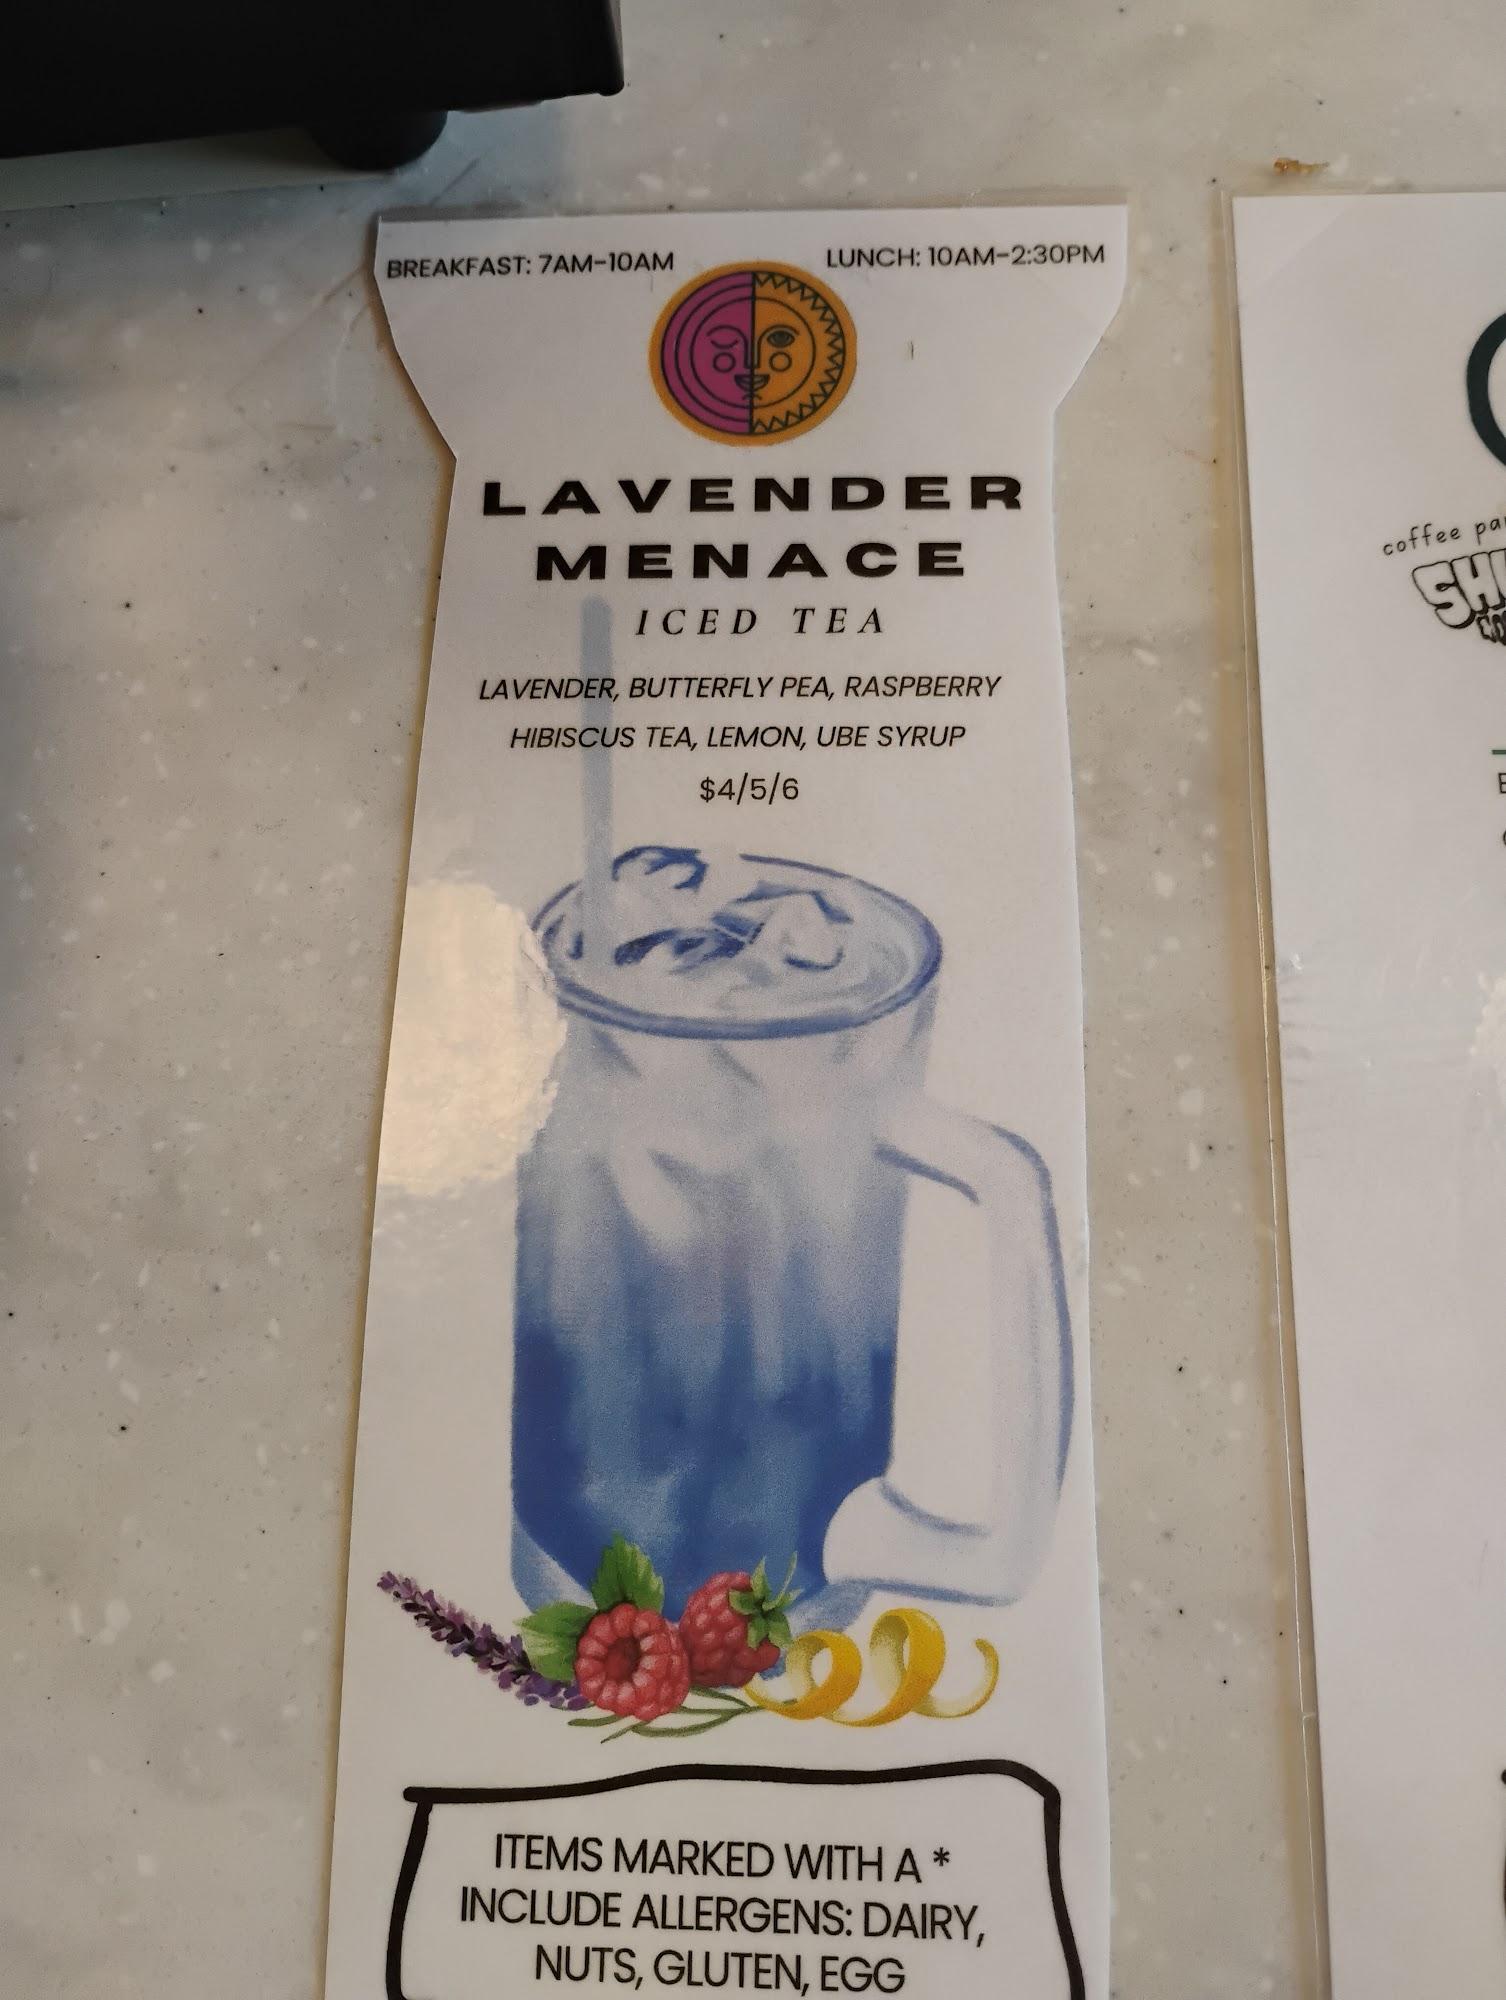 BREAKFAST: 7AM-10AM
LUNCH: 10AM-2:30PM
LAVENDER
MENACE
ICED TEA
LAVENDER, BUTTERFLY PEA, RASPBERRY
HIBISCUS TEA, LEMON, UBE SYRUP
$4/5/6
ITEMS MARKED WITH A *
INCLUDE ALLERGENS: DAIRY,
NUTS, GLUTEN, EGG
coffee